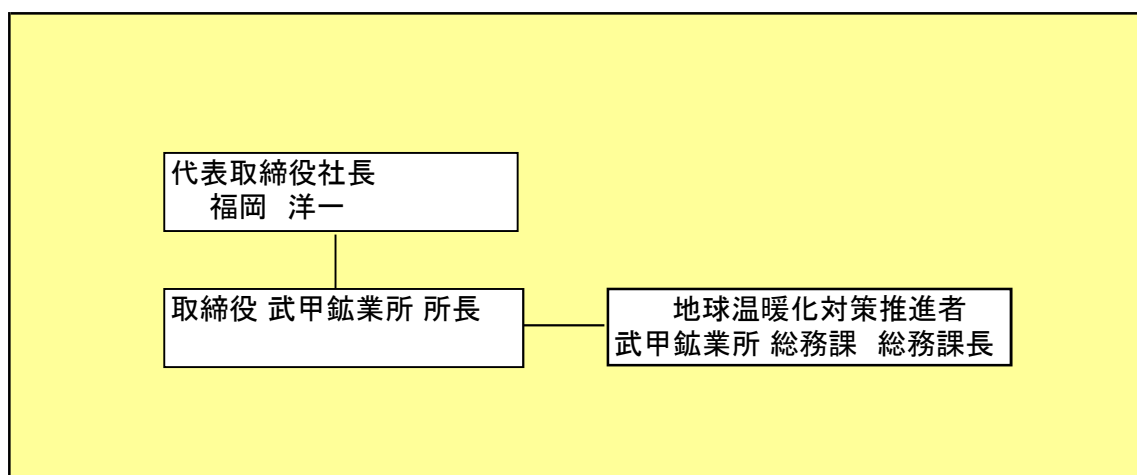 代表取締役社長
福岡 洋一
取締役 武甲鉱業所 所長
地球温暖化対策推進者
武甲鉱業所 総務課 総務課長